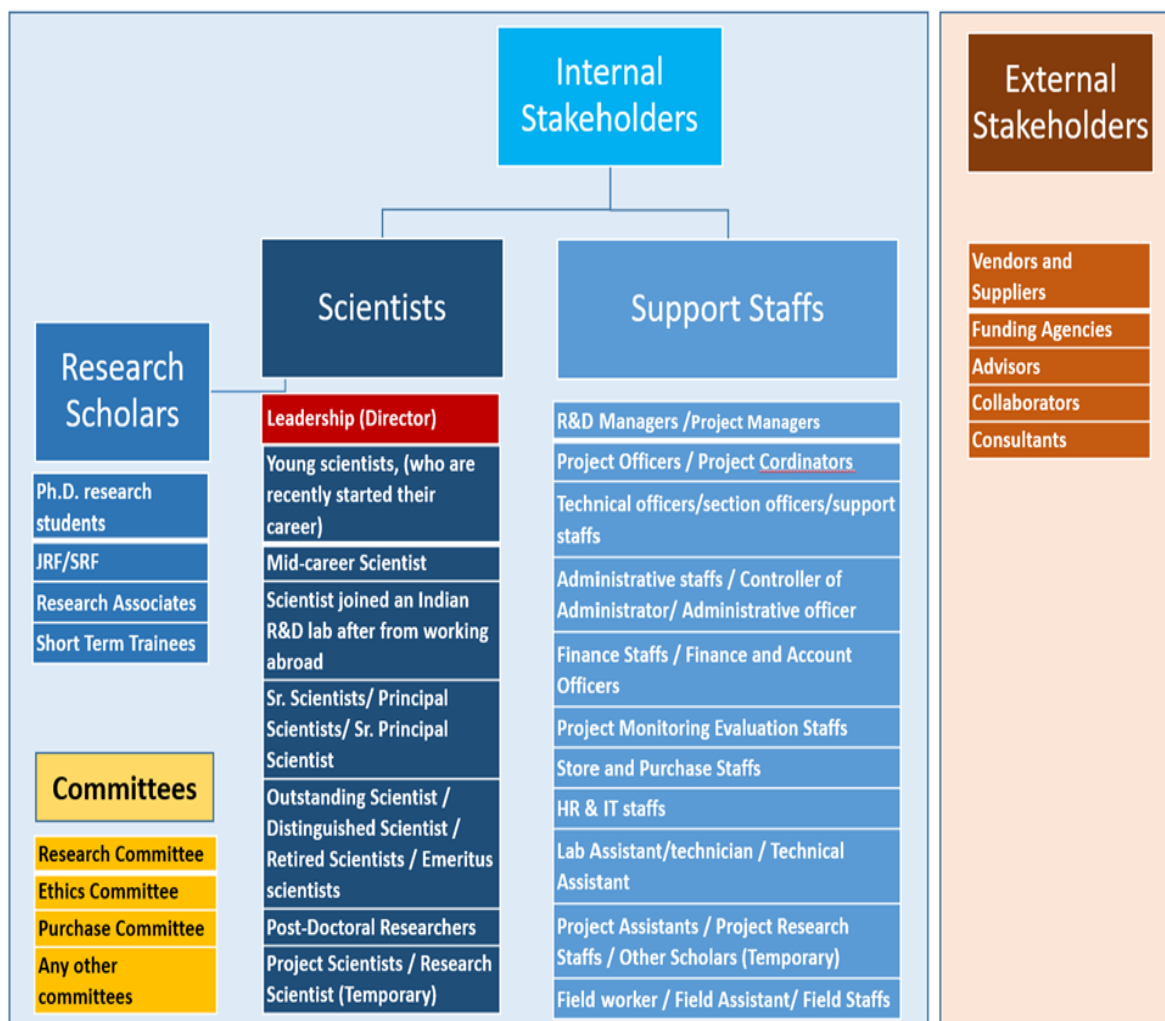 Internal
Stakeholders
External
Stakeholders
Scientists
Support Staffs
Research
Scholars
Ph.D. research
students
JRF/SRF
Research Associates
Short Term Trainees
Committees
Research Committee
Ethics Committee
Purchase Committee
Any other
committees
Leadership (Director)
Young scientists, (who are
recently started their
career)
Mid-career Scientist
Scientist joined an Indian
R&D lab after from working
abroad
Sr. Scientists/ Principal
Scientists/ Sr. Principal
Scientist
Outstanding Scientist /
Distinguished Scientist /
Retired Scientists / Emeritus
scientists
Post-Doctoral Researchers
Project Scientists / Research
Scientist (Temporary)
R&D Managers /Project Managers
Project Officers / Project Cordinators
Technical officers/section officers/support
staffs
Administrative staffs / Controller of
Administrator/ Administrative officer
Finance Staffs / Finance and Account
Officers
Project Monitoring Evaluation Staffs
Store and Purchase Staffs
HR & IT staffs
Lab Assistant/technician / Technical
Assistant
Project Assistants / Project Research
Staffs / Other Scholars (Temporary)
Field worker / Field Assistant/ Field Staffs
Vendors and
Suppliers
Funding Agencies
Advisors
Collaborators
Consultants